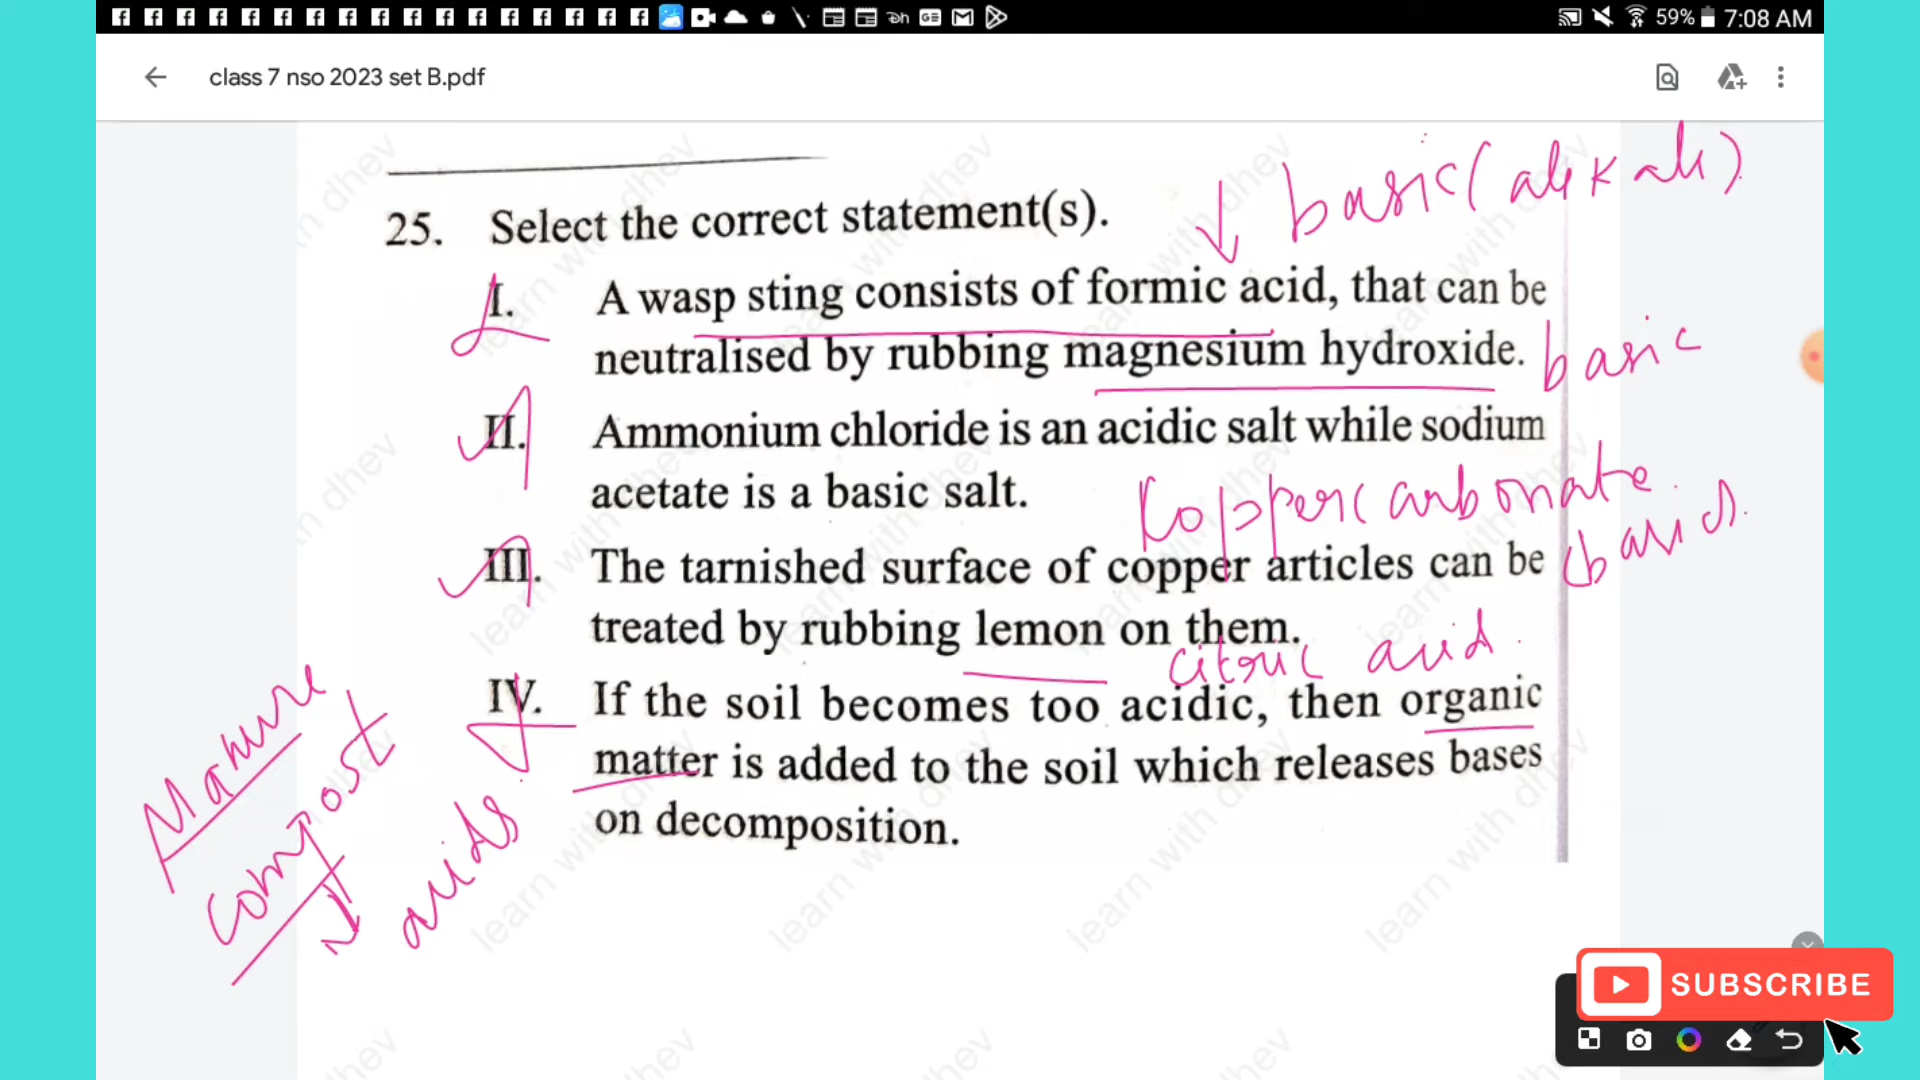 59% 7:08 AM
class 7 nso 2023 set B.pdf
basic(alkali)
25. Select the correct statement(s).
I. A wasp sting consists of formic acid, that can be
neutralised by rubbing magnesium hydroxide.
basic
II. Ammonium chloride is an acidic salt while sodium
acetate is a basic salt.
copper carbonate
III. The tarnished surface of copper articles can be
treated by rubbing lemon on them.
citric acid
IV. If the soil becomes too acidic, then organic
matter is added to the soil which releases bases
on decomposition.
Manure
compost
acids
learn with dhev
SUBSCRIBE